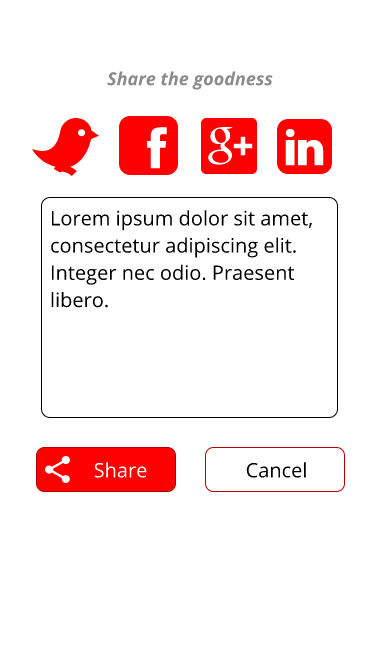 Share the goodness
f g+ in
Lorem ipsum dolor sit amet,
consectetur adipiscing elit.
Integer nec odio. Praesent
libero.
Share Cancel